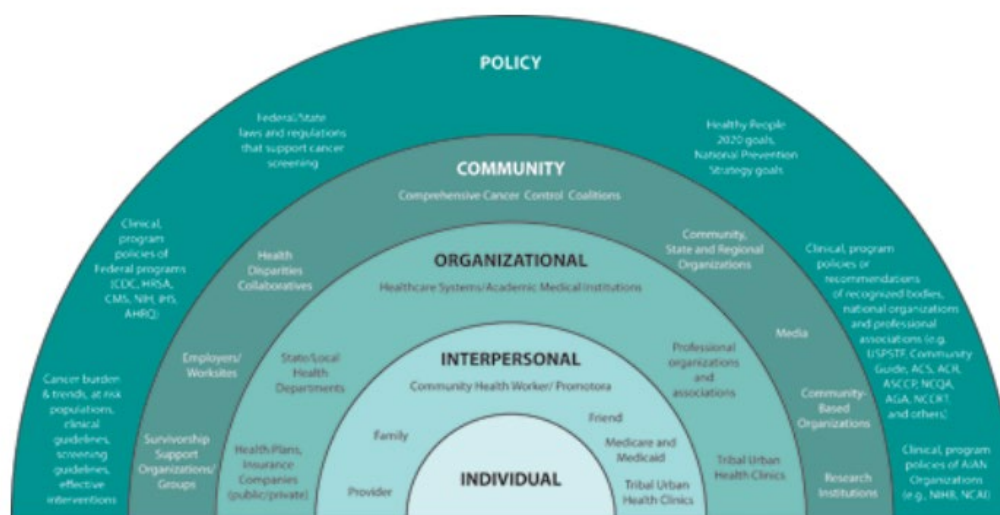 POLICY
Federal/State
laws and regulations
that support cancer
screening
Healthy People
2020 goals,
National Prevention
Strategy goals
COMMUNITY
Comprehensive Cancer Control Coalitions
Clinical,
program
policies of
Federal programs
(CDC, HRSA,
CMS, NIH, IHS,
AHRQ)
Health
Disparities
Collaboratives
Community,
State and Regional
Organizations
Clinical, program
policies or
recommendations
of recognized bodies,
national organizations
and professional
associations (e.g.
USPSTF, Community
Guide, ACS, ACR,
ASCCP, NCQA,
AGA, NCCRT,
and others)
ORGANIZATIONAL
Healthcare Systems/Academic Medical Institutions
Media
Employers/
Worksites
State/Local
Health
Departments
Professional
organizations
and
associations
INTERPERSONAL
Community Health Worker/ Promotora
Cancer burden
& trends, at risk
populations,
clinical
guidelines,
screening
guidelines,
effective
interventions
Survivorship
Support
Organizations/
Groups
Health Plans,
Insurance
Companies
(public/private)
Family
Provider
Friend
Medicare and
Medicaid
Tribal Urban
Health Clinics
Tribal Urban
Health Clinics
Community-
Based
Organizations
Research
Institutions
Clinical, program
policies of AI/AN
Organizations
(e.g., NIHB, NCAI)
INDIVIDUAL